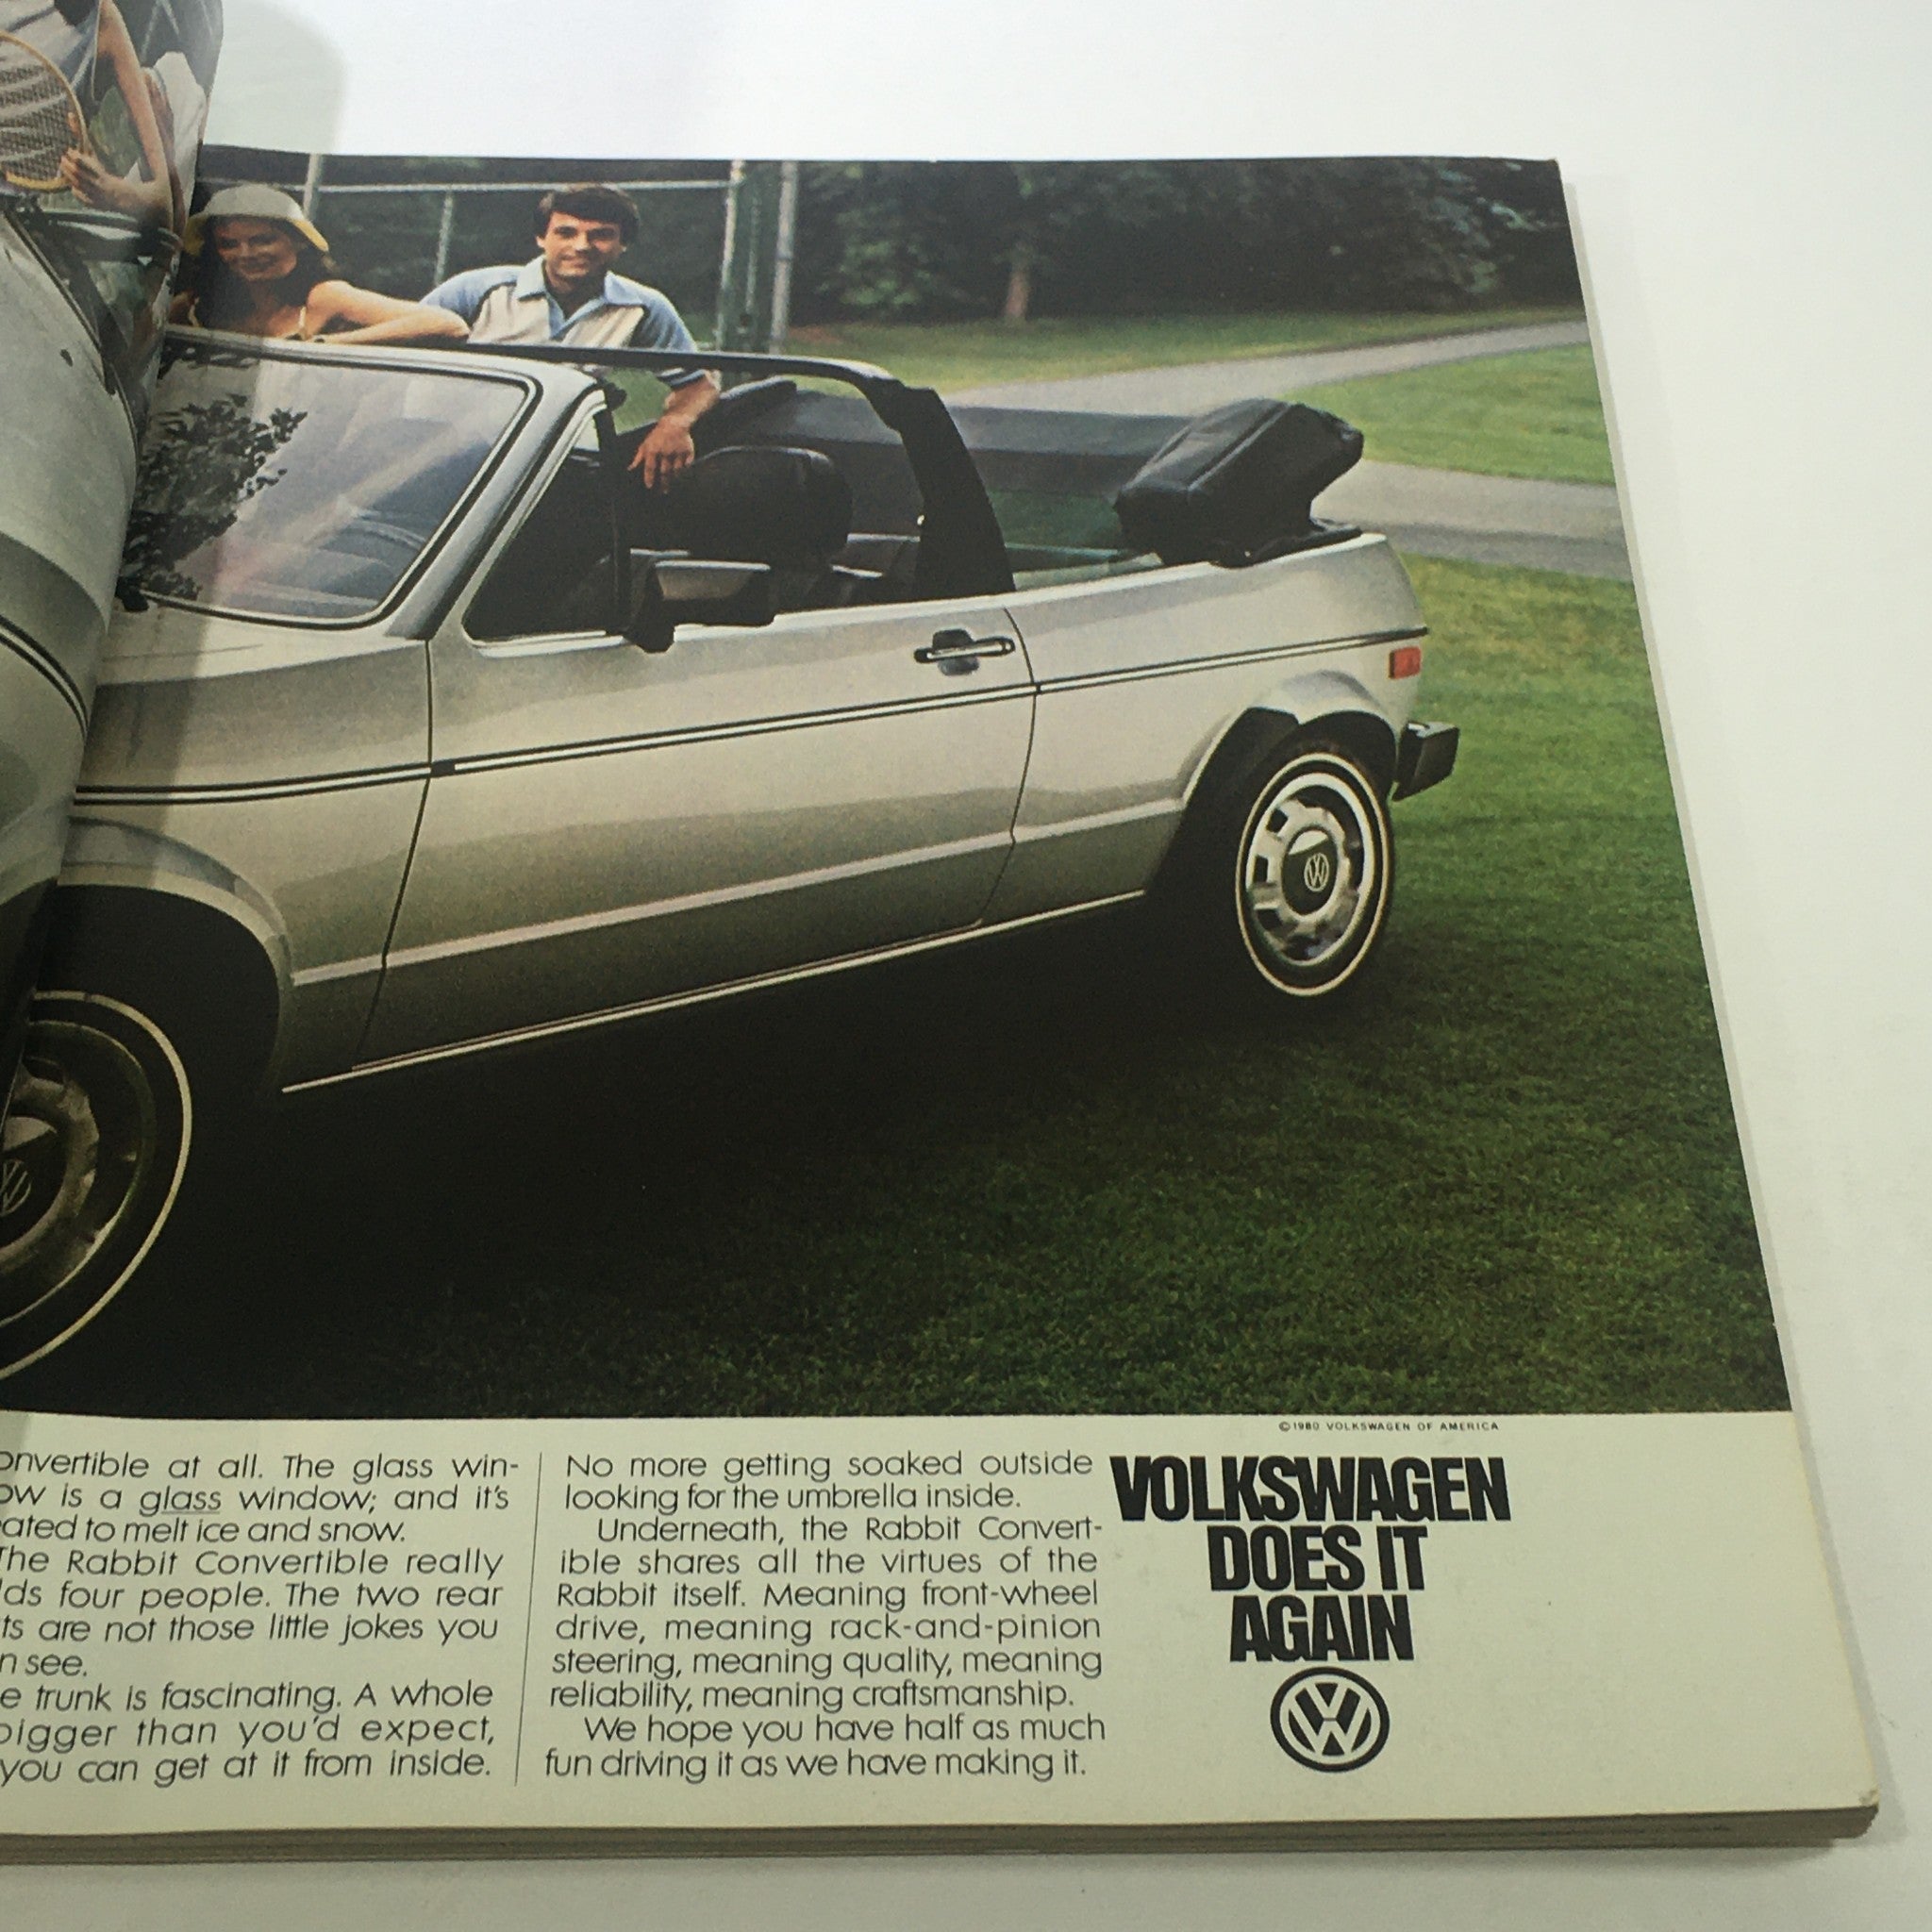 ©1980 VOLKSWAGEN OF AMERICA
onvertible at all. The glass win-
ow is a glass window; and it's
ated to melt ice and snow.
The Rabbit Convertible really
lds four people. The two rear
ts are not those little jokes you
n see.
e trunk is fascinating. A whole
bigger than you'd expect,
you can get at it from inside.
No more getting soaked outside
looking for the umbrella inside.
Underneath, the Rabbit Convert-
ible shares all the virtues of the
Rabbit itself. Meaning front-wheel
drive, meaning rack-and-pinion
steering, meaning quality, meaning
reliability, meaning craftsmanship.
We hope you have half as much
fun driving it as we have making it.
VOLKSWAGEN
DOES IT
AGAIN